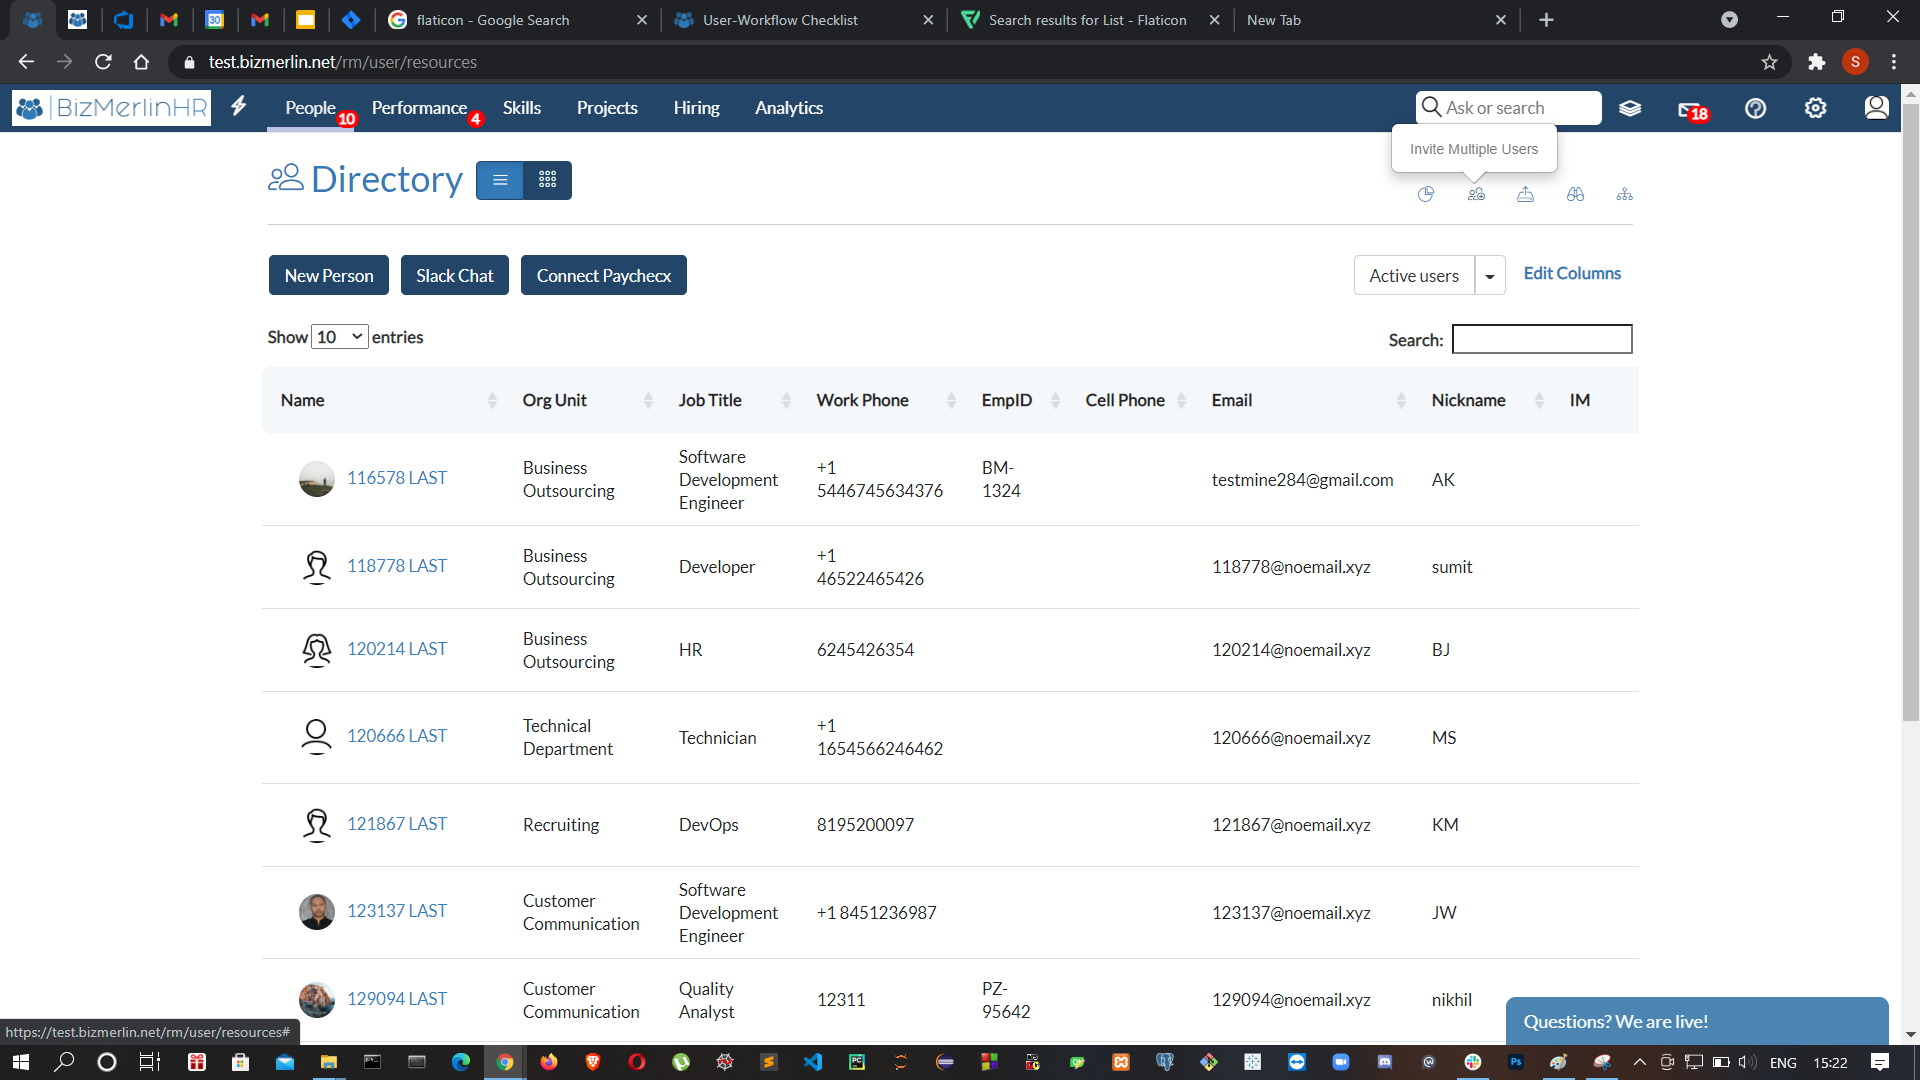 flaticon - Google Search
User-Workflow Checklist
Search results for List - Flaticon
New Tab
test.bizmerlin.net/rm/user/resources
S
BizMerlinHR
People 10
Performance 4
Skills
Projects
Hiring
Analytics
Ask or search
18
Invite Multiple Users
Directory
New Person
Slack Chat
Connect Paychecx
Active users
Edit Columns
Show 10 entries
Search:
Name Org Unit Job Title Work Phone EmpID Cell Phone Email Nickname IM
116578 LAST
Business
Outsourcing
Software
Development
Engineer
+1
5446745634376
BM-
1324
testmine284@gmail.com
AK
118778 LAST
Business
Outsourcing
Developer
+1
46522465426
118778@noemail.xyz
sumit
120214 LAST
Business
Outsourcing
HR
6245426354
120214@noemail.xyz
BJ
120666 LAST
Technical
Department
Technician
+1
1654566246462
120666@noemail.xyz
MS
121867 LAST
Recruiting
DevOps
8195200097
121867@noemail.xyz
KM
123137 LAST
Customer
Communication
Software
Development
Engineer
+1 8451236987
123137@noemail.xyz
JW
129094 LAST
Customer
Communication
Quality
Analyst
12311
PZ-
95642
129094@noemail.xyz
nikhil
Questions? We are live!
https://test.bizmerlin.net/rm/user/resources#
ENG
15:22